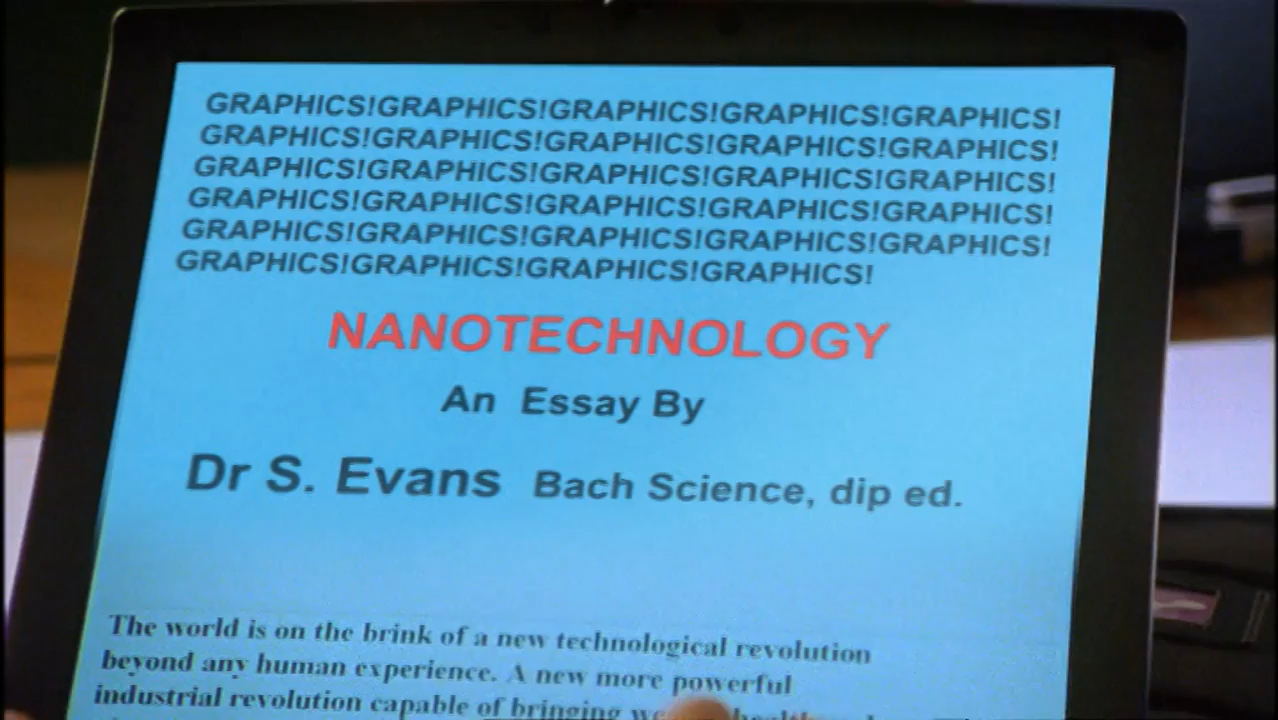 GRAPHICS!GRAPHICS!GRAPHICS!GRAPHICS!GRAPHICS!
GRAPHICS!GRAPHICS!GRAPHICS!GRAPHICS!GRAPHICS!
GRAPHICS!GRAPHICS!GRAPHICS!GRAPHICS!GRAPHICS!
GRAPHICS!GRAPHICS!GRAPHICS!GRAPHICS!GRAPHICS!
GRAPHICS!GRAPHICS!GRAPHICS!GRAPHICS!GRAPHICS!
GRAPHICS!GRAPHICS!GRAPHICS!GRAPHICS!
NANOTECHNOLOGY
An Essay By
Dr S. Evans Bach Science, dip ed.
The world is on the brink of a new technological revolution
beyond any human experience. A new more powerful
industrial revolution capable of bringing